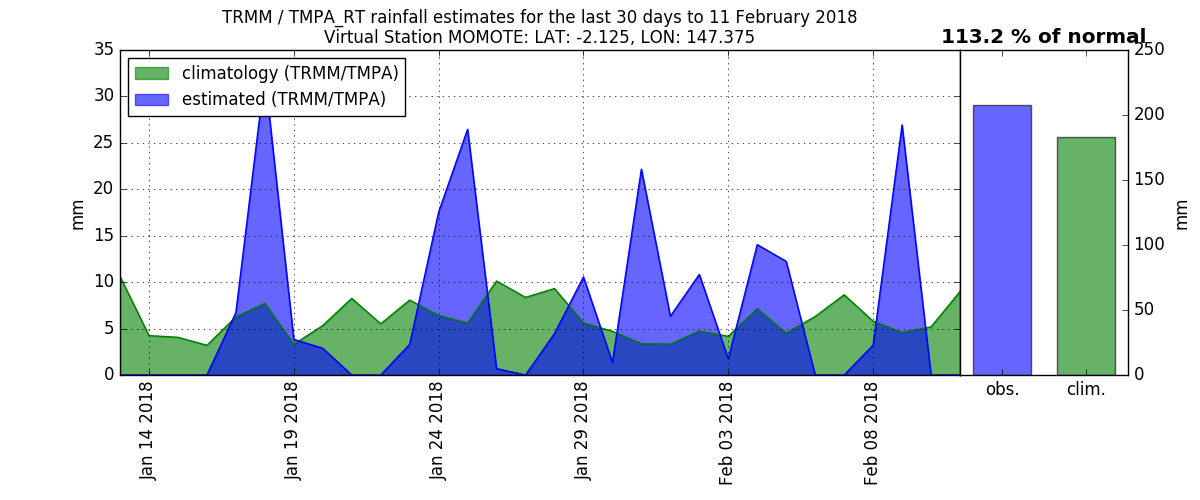 TRMM / TMPA_RT rainfall estimates for the last 30 days to 11 February 2018
Virtual Station MOMOTE: LAT: -2.125, LON: 147.375
113.2 % of normal
climatology (TRMM/TMPA)
estimated (TRMM/TMPA)
35
30
25
20
15
10
5
0
mm
Jan 14 2018
Jan 19 2018
Jan 24 2018
Jan 29 2018
Feb 03 2018
Feb 08 2018
250
200
150
100
50
0
mm
obs.
clim.